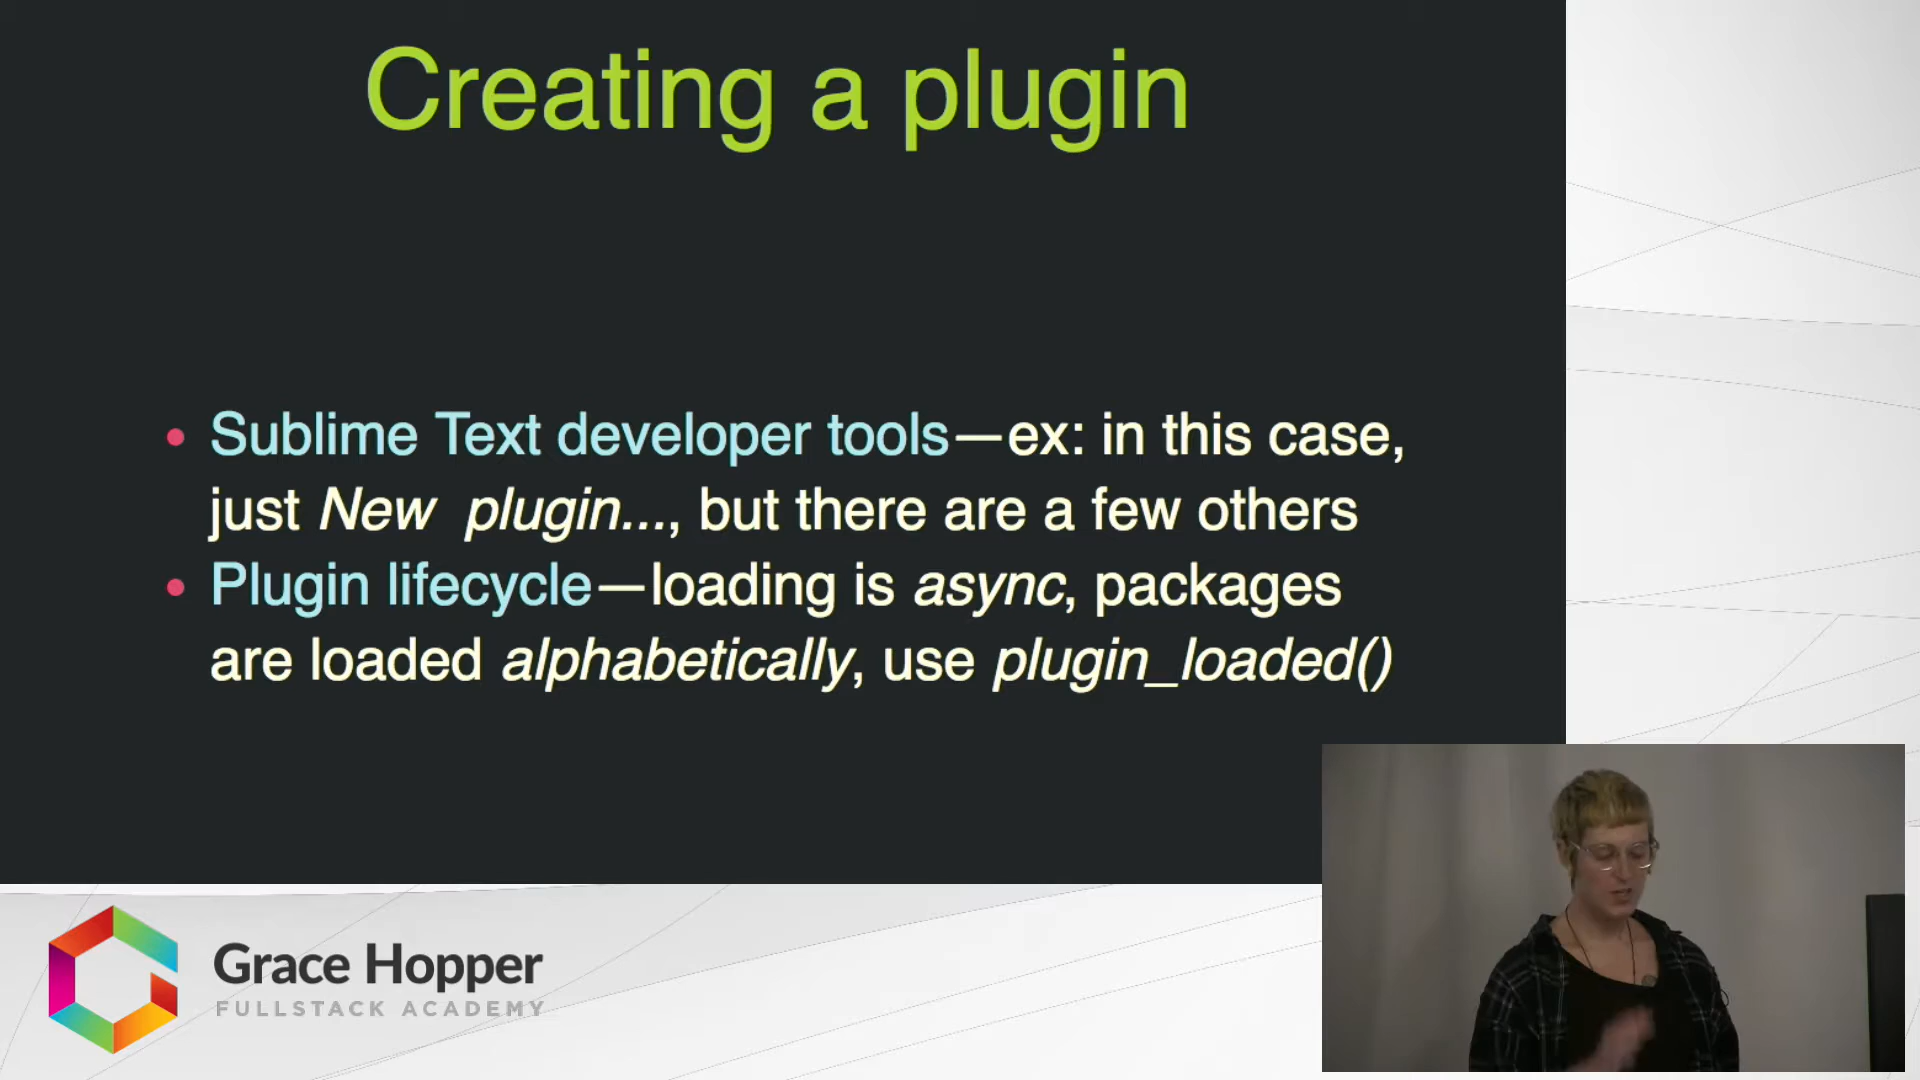 Creating a plugin
• Sublime Text developer tools—ex: in this case,
just New plugin..., but there are a few others
• Plugin lifecycle—loading is async, packages
are loaded alphabetically, use plugin_loaded()
Grace Hopper
FULLSTACK ACADEMY